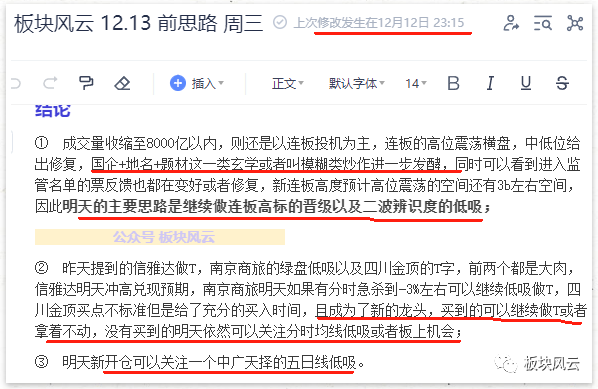 板块风云 12.13 前思路 周三 上次修改发生在12月12日 23:15
插入 正文 默认字体 14 B I U S
结论
① 成交量收缩至8000亿以内，则还是以连板投机为主，连板的高位震荡横盘，中低位给
出修复，国企+地名+题材这一类玄学或者叫模糊炒作进一步发酵，同时可以看到进入监
管名单的票反馈也都在变好或者修复，新连板高度预计高位震荡的空间还有3b左右空间，
因此明天的主要思路是继续做连板高标的晋级以及二波辨识度的低吸；
公众号 板块风云
② 昨天提到的信雅达做T，南京商旅的绿盘低吸以及四川金顶的T字，前两个都是大肉，
信雅达明天冲高兑现预期，南京商旅明天如果有分时急杀到-3%左右可以继续低吸做T，四
川金顶买点不标准但是给了充分的买入时间，且成为了新的龙头，买到的可以继续做T或者
拿着不动，没有买到的明天依然可以关注分时均线低吸或者板上机会；
③ 明天新开仓可以关注一个中广天择的五日线低吸。
板块风云